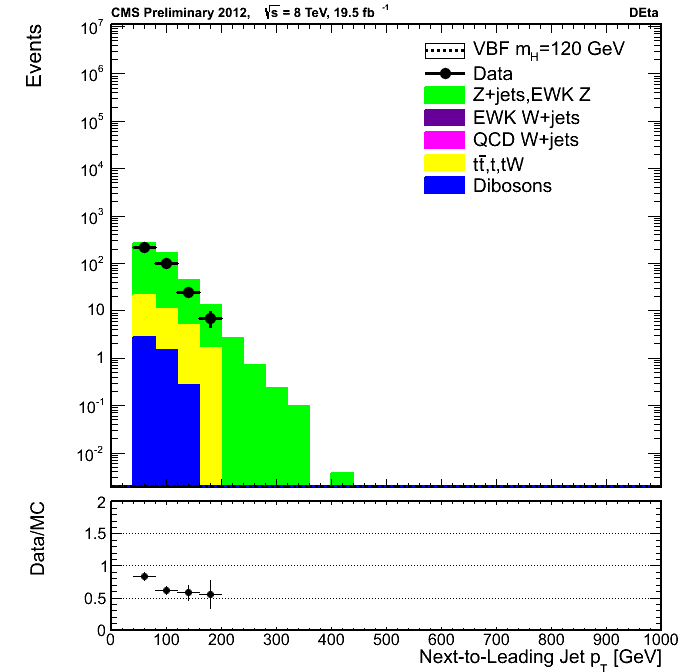 CMS Preliminary 2012, √s = 8 TeV, 19.5 fb⁻¹ DEta
Events
10⁷
10⁶
10⁵
10⁴
10³
10²
10
1
10⁻¹
10⁻²
VBF m_H=120 GeV
Data
Z+jets,EWK Z
EWK W+jets
QCD W+jets
tt̅,t,tW
Dibosons
Data/MC
2
1.5
1
0.5
0
0 100 200 300 400 500 600 700 800 900 1000
Next-to-Leading Jet p_T [GeV]